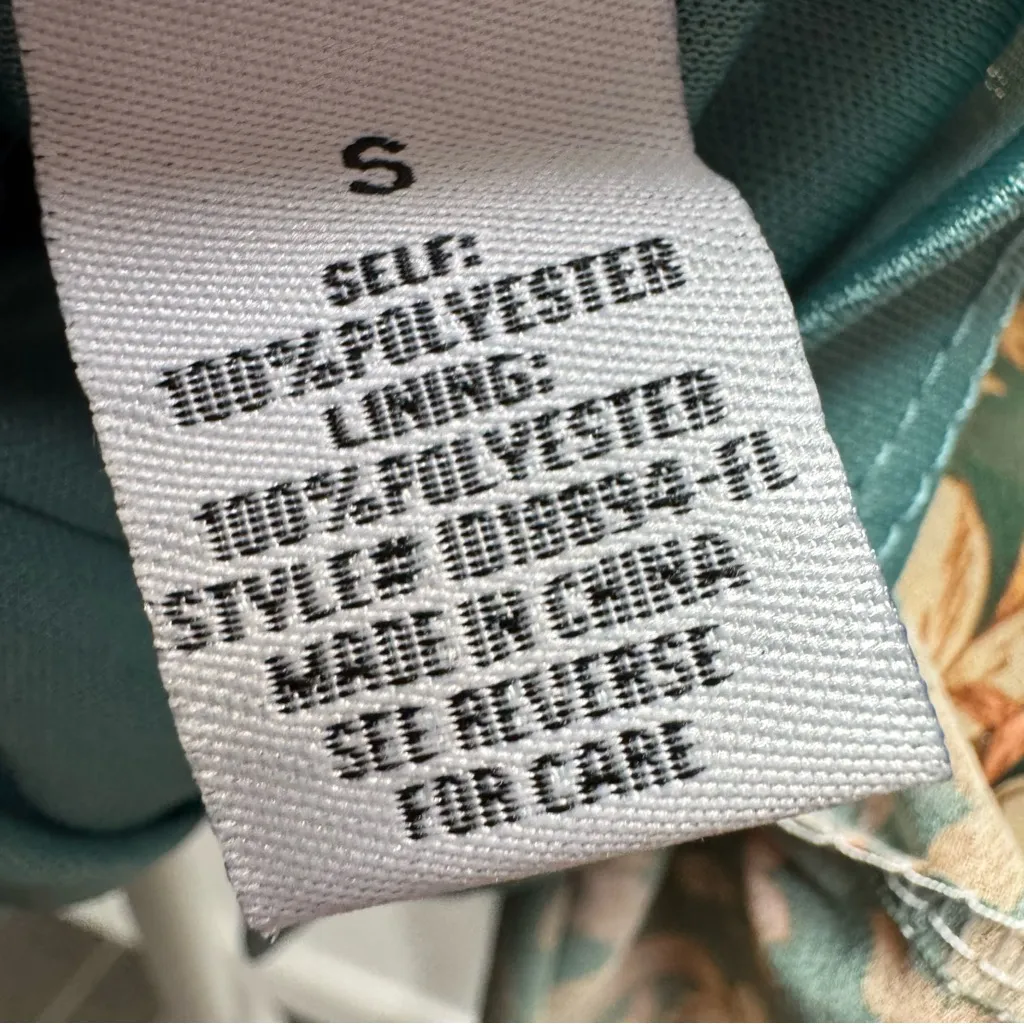 S
SELF:
100%POLYESTER
LINING:
100%POLYESTER
STYLE# ID18894-FL
MADE IN CHINA
SEE REVERSE
FOR CARE